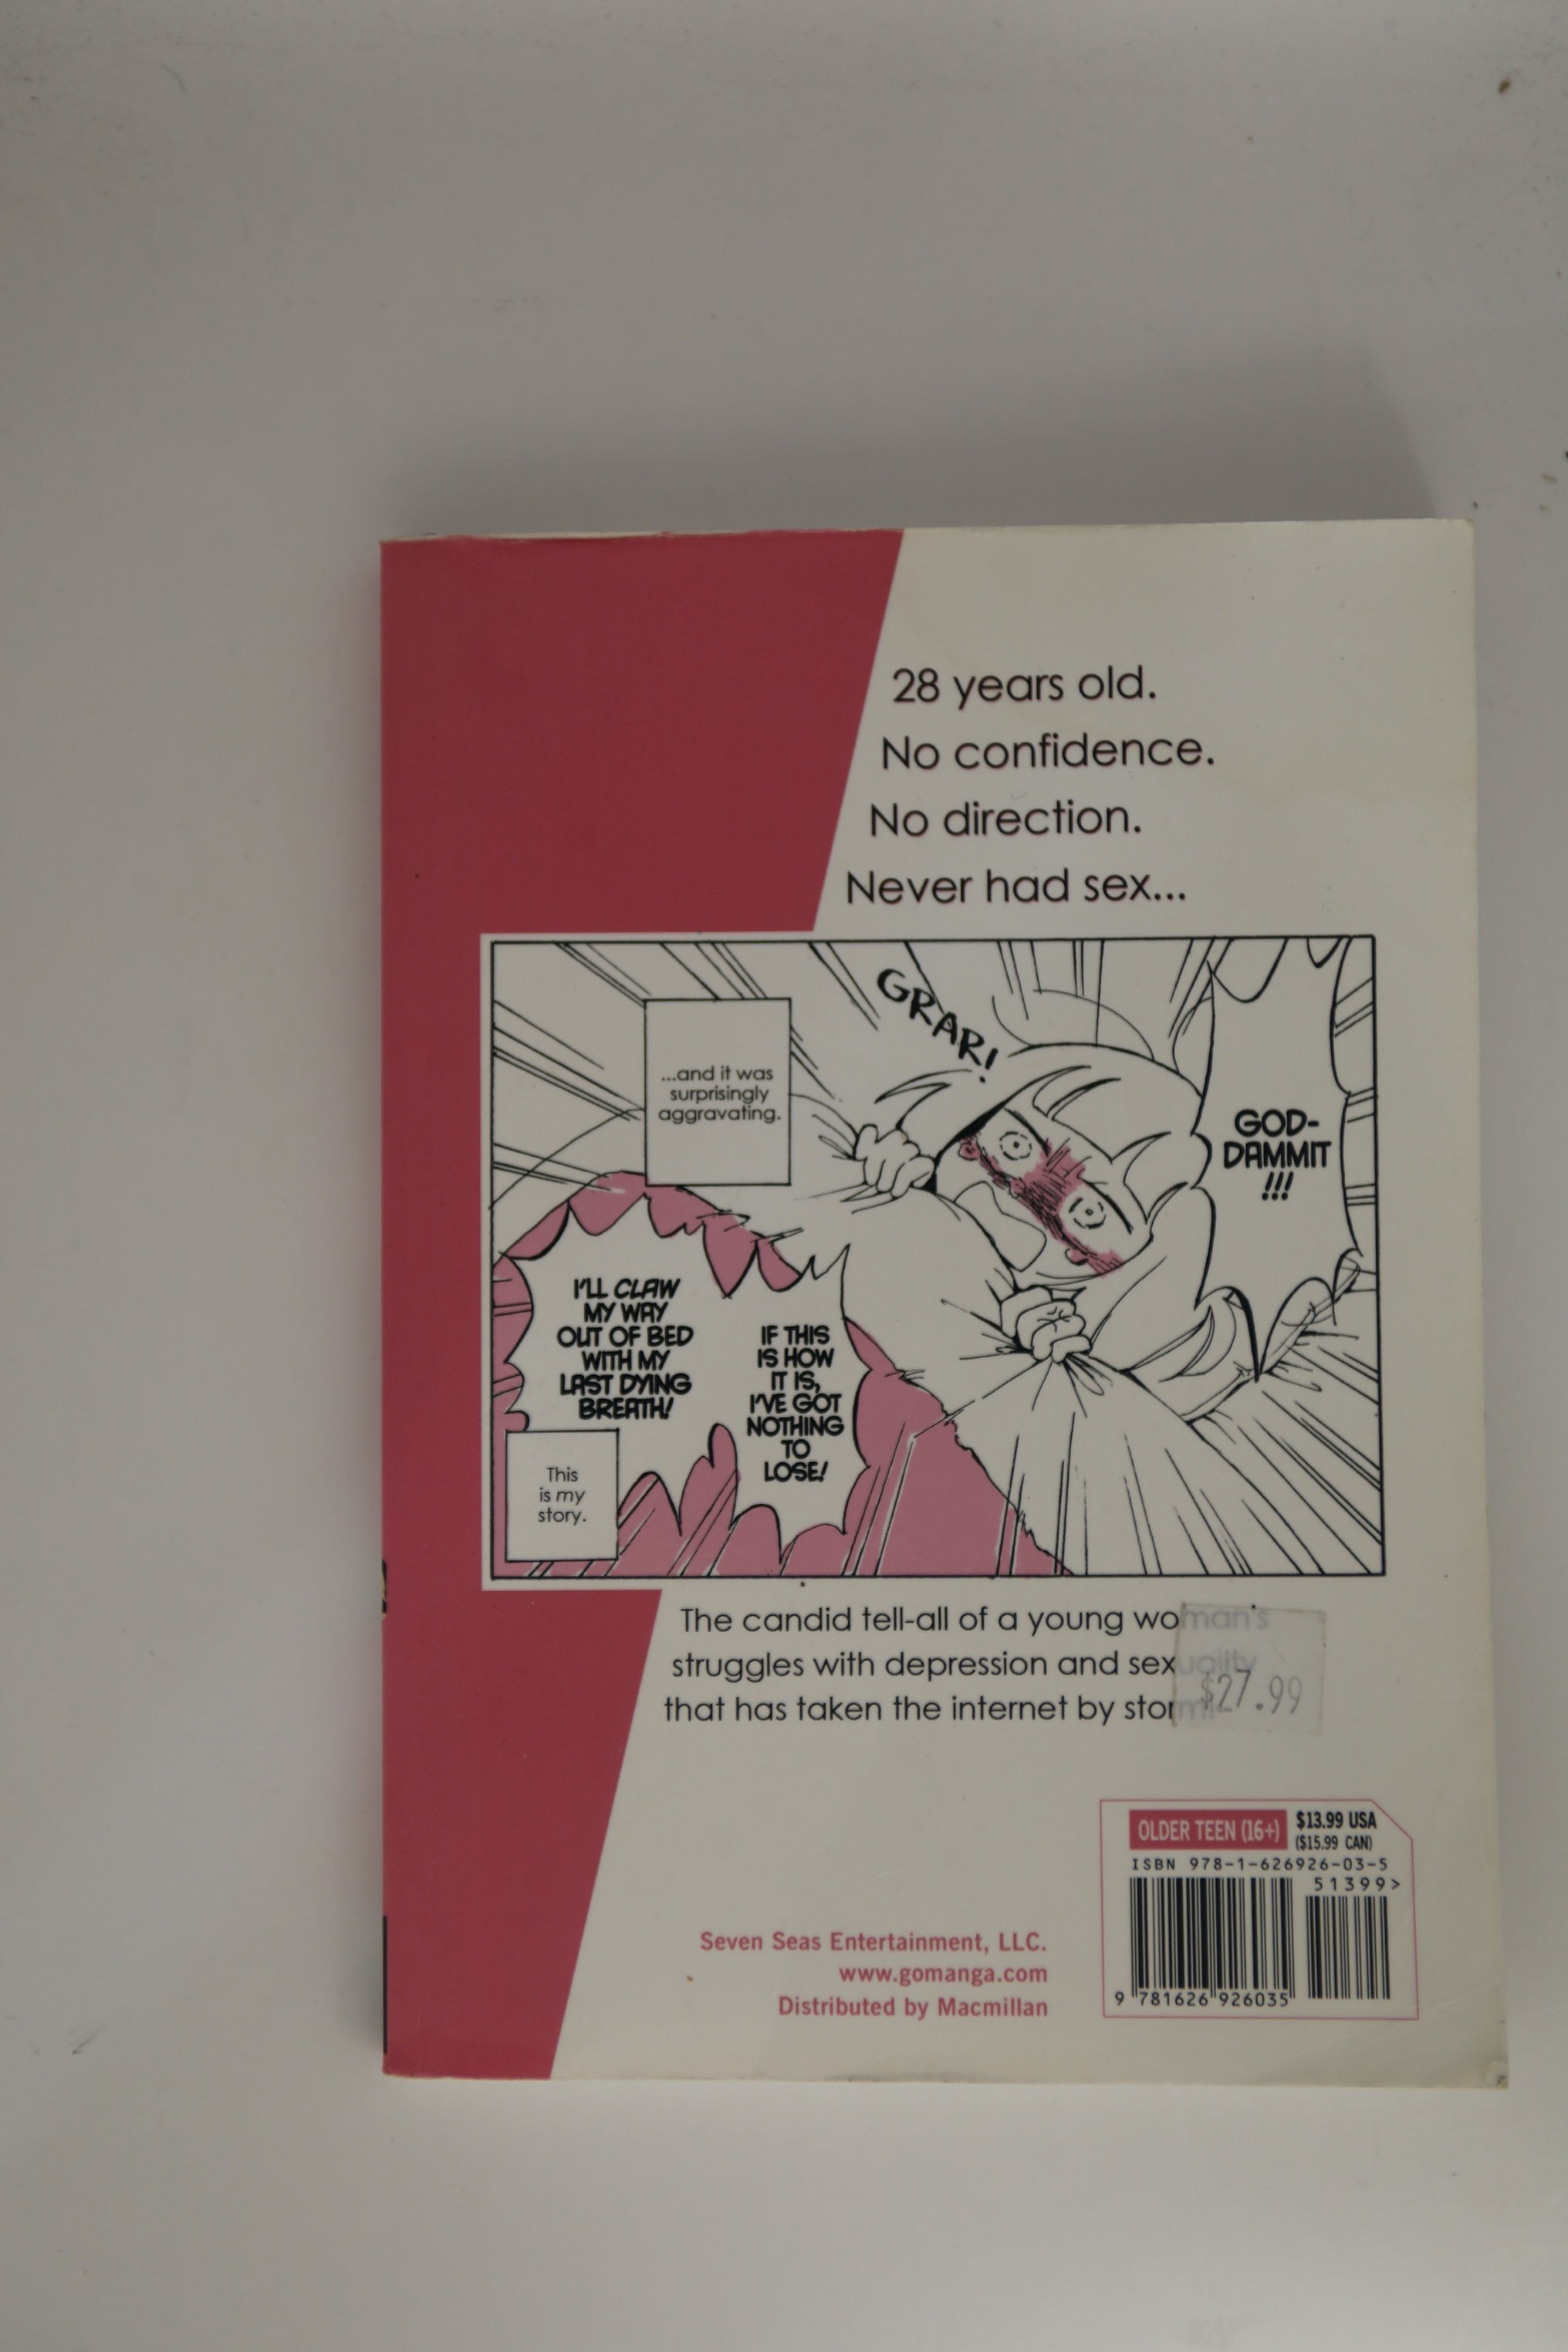 28 years old.
No confidence.
No direction.
Never had sex...
GRAR!
GOD-
DAMMIT
!!!
...and it was
surprisingly
aggravating.
IF THIS
IS HOW
IT IS,
I'VE GOT
NOTHING
TO
LOSE!
I'LL CLAW
MY WAY
OUT OF BED
WITH MY
LAST DYING
BREATH!
This
is my
story.
The candid tell-all of a young woman's
struggles with depression and sexuality
that has taken the internet by storm!
$27.99
OLDER TEEN (16+)
$13.99 USA
($15.99 CAN)
ISBN 978-1-626926-03-5
51399>
9 781626 926035
Seven Seas Entertainment, LLC.
www.gomanga.com
Distributed by Macmillan